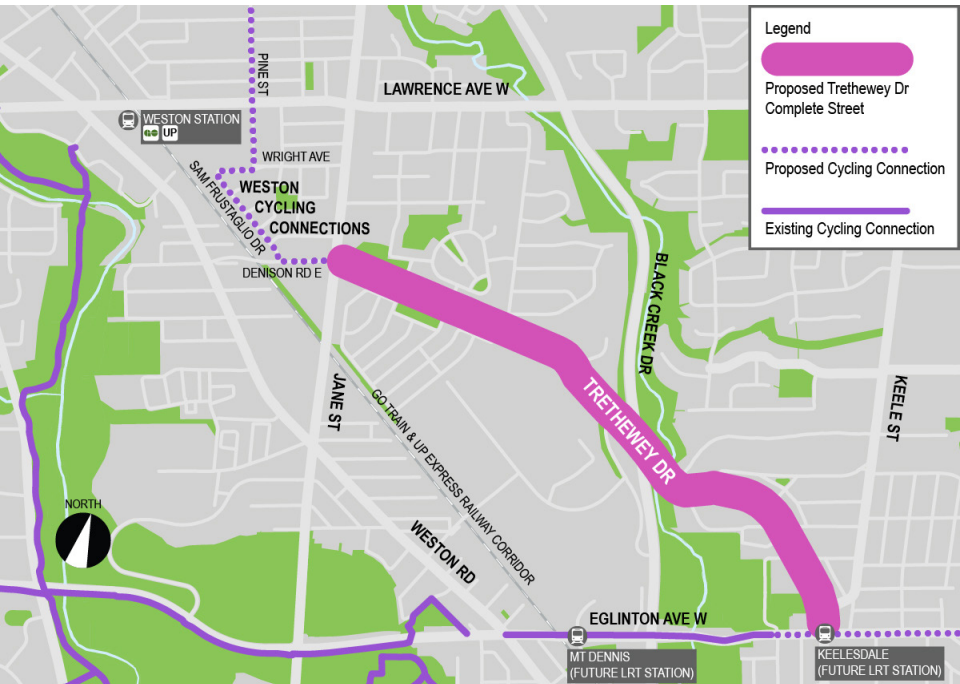 Legend
Proposed Trethewey Dr
Complete Street
Proposed Cycling Connection
Existing Cycling Connection
PINE ST
LAWRENCE AVE W
WESTON STATION
GO UP
WRIGHT AVE
SAM FRUSTAGLIO DR
WESTON
CYCLING
CONNECTIONS
DENISON RD E
BLACK CREEK DR
JANE ST
KEELE ST
TRETHEWEY DR
GO TRAIN & UP EXPRESS RAILWAY CORRIDOR
NORTH
WESTON RD
EGLINTON AVE W
MT DENNIS
(FUTURE LRT STATION)
KEELESDALE
(FUTURE LRT STATION)